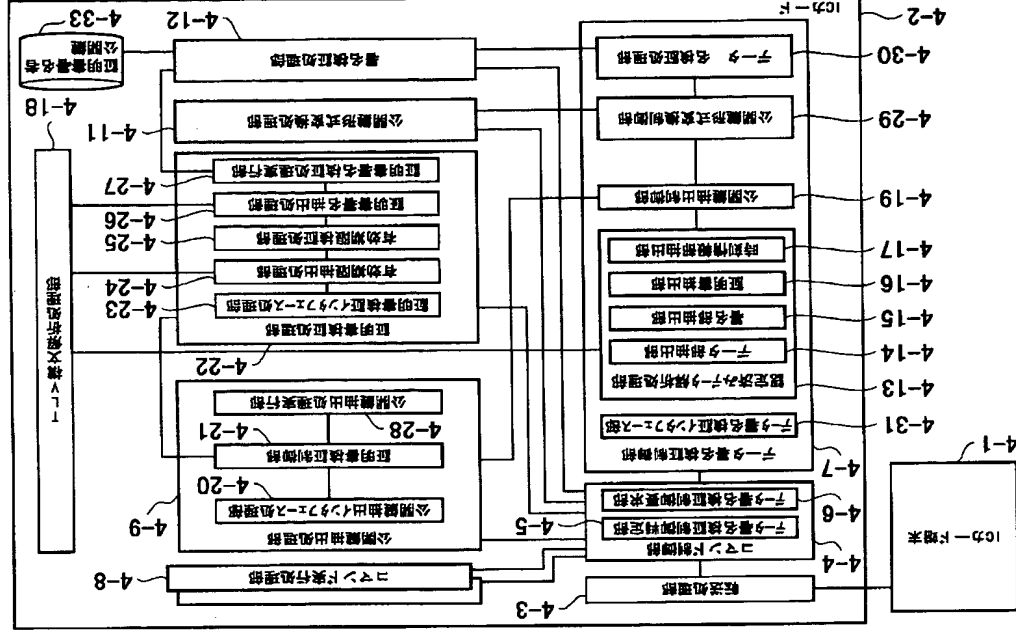 4-1
ICカード端末
4-3
転送処理部
4-8
コマンド実行処理部
4-4
コマンド制御部
4-5
データ署名検証制御判定部
4-6
データ署名検証制御要求部
4-9
公開鍵抽出処理部
4-20
公開鍵抽出インタフェース処理部
4-21
証明書検証制御部
4-28
公開鍵抽出処理実行部
4-7
データ署名検証制御部
4-31
データ署名検証インタフェース部
4-13
認定済みデータ解析処理部
4-14
データ部抽出部
4-15
署名部抽出部
4-16
証明書抽出部
4-17
時刻情報部抽出部
4-22
証明書検証処理部
4-23
証明書検証インタフェース処理部
4-24
有効期限抽出処理部
4-25
有効期限検証処理部
4-26
証明書署名抽出処理部
4-27
証明書署名検証処理実行部
4-19
公開鍵抽出制御部
4-29
公開鍵形式変換制御部
4-11
公開鍵形式変換処理部
4-30
データ　名検証処理部
4-12
署名検証処理部
4-18
ＴＬＶ構文解析処理部
4-33
証明書署名者
公開鍵
4-2
ICカード